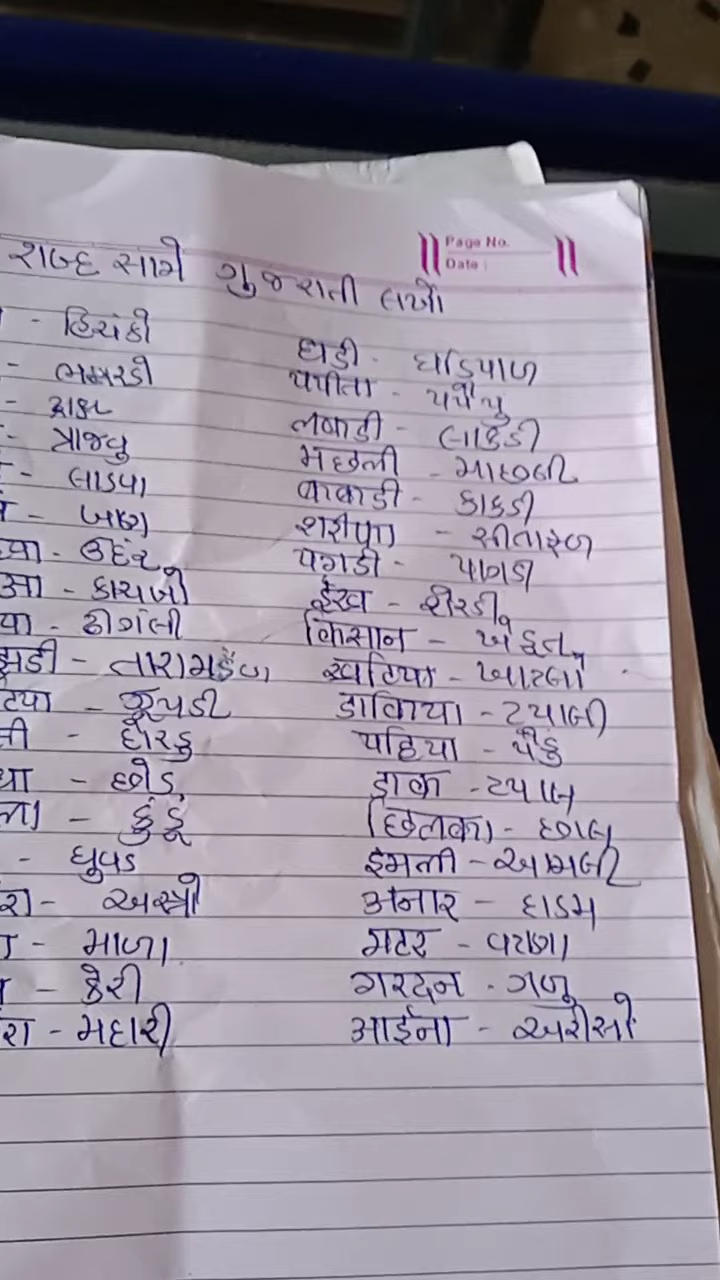 શબ્દ સામે ગુજરાતી લખો
Page No.
Date :
- હિચકો
- ભમરડો
- ત્રાજવુ
- લાડવા
- બાણ
- ઉંદર
आ - કાચબો
- ઢીંગલી
झडी - તારામંડળ
टिया - ઝૂંપડી
- દોરડુ
धा - છોડ
ला - કુંડૂં
- ઘુવડ
- અસ્ત્રો
- માળા
- કેરી
- મદારી
घडी - ઘડિયાળ
पपीता - પપૈયુ
लकडी - લાકડી
मछली - માછલી
ककडी - કાકડી
शरीफा - સીતાફળ
पगडी - પાઘડી
ईख - શેરડી
किसान - ખેડૂત
खटिया - ખાટલો
डाकिया - ટપાલી
पहिया - પૈડુ
डाक - ટપાલ
(छिलका) - છાલ
इमली - આમલી
अनार - દાડમ
मटर - વટાણા
गरदन - ગળુ
आईना - અરીસો